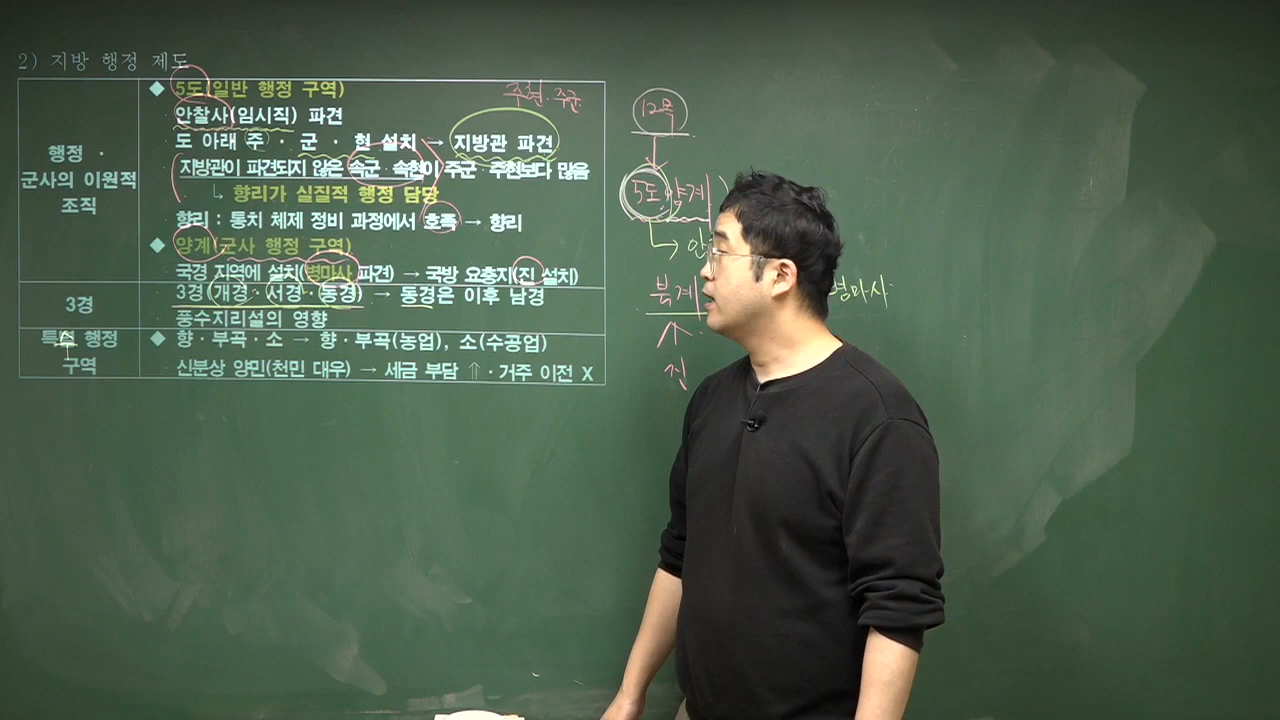 2) 지방 행정 제도
행정 ·
군사의 이원적
조직
◆ 5도(일반 행정 구역)
안찰사(임시직) 파견
도 아래 주 · 군 · 현 설치 → 지방관 파견
지방관이 파견되지 않은 속군 · 속현이 주군 · 주현보다 많음
↳ 향리가 실질적 행정 담당
향리 : 통치 체제 정비 과정에서 호족 → 향리
◆ 양계(군사 행정 구역)
국경 지역에 설치(병마사 파견) → 국방 요충지(진 설치)
3경
3경(개경 · 서경 · 동경) → 동경은 이후 남경
풍수지리설의 영향
특수 행정
구역
◆ 향 · 부곡 · 소 → 향 · 부곡(농업), 소(수공업)
신분상 양민(천민 대우) → 세금 부담 ⇑ · 거주 이전 X
주현 · 주군
12목
5도 양계
안
북계
병마사
진